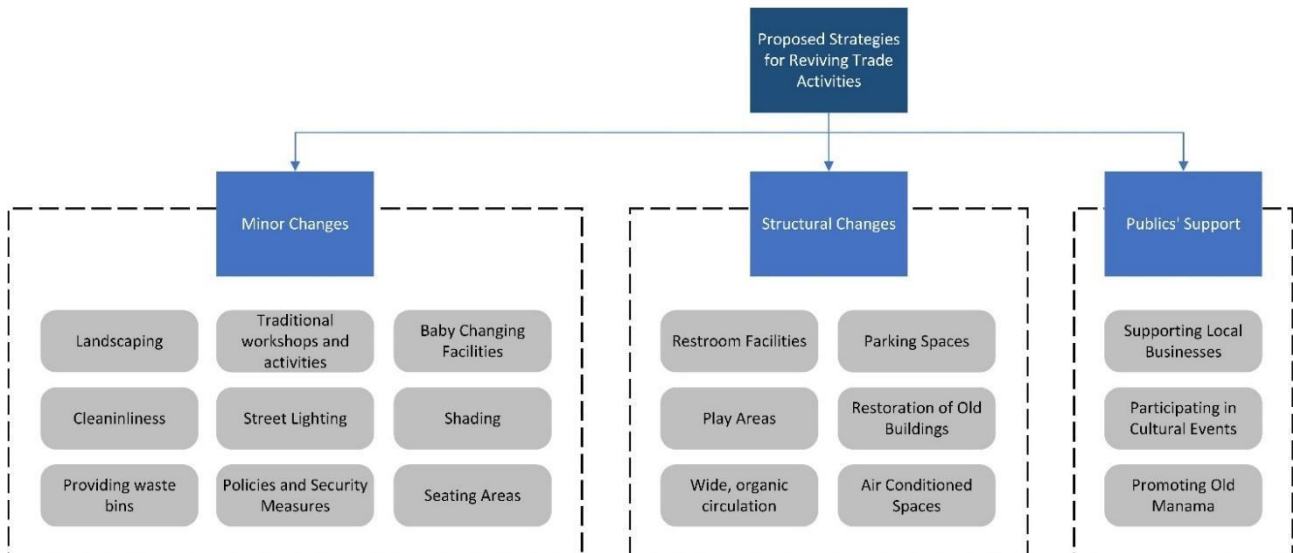 Proposed Strategies
for Reviving Trade
Activities
Minor Changes
Landscaping
Traditional
workshops and
activities
Baby Changing
Facilities
Cleaninliness
Street Lighting
Shading
Providing waste
bins
Policies and Security
Measures
Seating Areas
Structural Changes
Restroom Facilities
Parking Spaces
Play Areas
Restoration of Old
Buildings
Wide, organic
circulation
Air Conditioned
Spaces
Publics' Support
Supporting Local
Businesses
Participating in
Cultural Events
Promoting Old
Manama